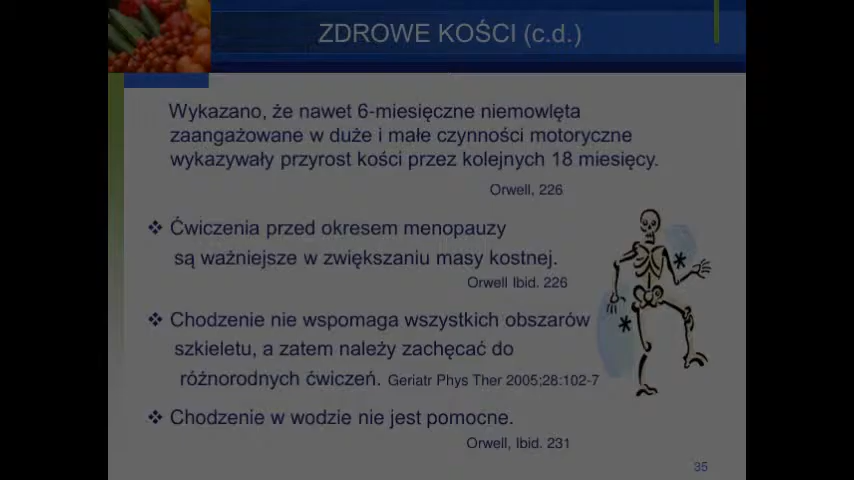 ZDROWE KOŚCI (c.d.)
Wykazano, że nawet 6-miesięczne niemowlęta
zaangażowane w duże i małe czynności motoryczne
wykazywały przyrost kości przez kolejnych 18 miesięcy.
Orwell, 226
❖ Ćwiczenia przed okresem menopauzy
są ważniejsze w zwiększaniu masy kostnej.
Orwell Ibid. 226
❖ Chodzenie nie wspomaga wszystkich obszarów
szkieletu, a zatem należy zachęcać do
różnorodnych ćwiczeń. Geriatr Phys Ther 2005;28:102-7
❖ Chodzenie w wodzie nie jest pomocne.
Orwell, Ibid. 231
35